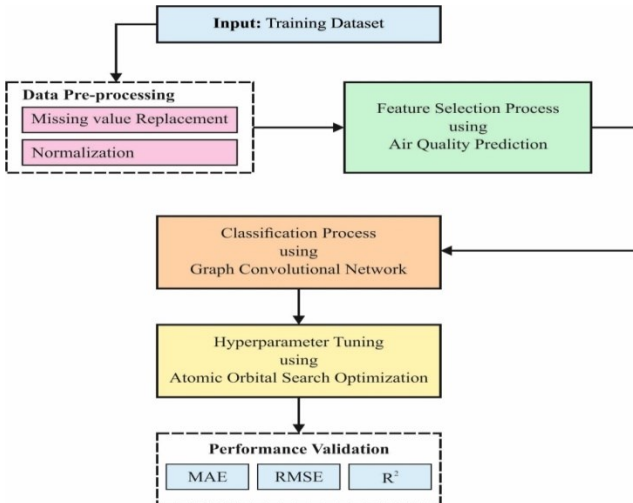 Input: Training Dataset
Data Pre-processing
Missing value Replacement
Normalization
Feature Selection Process
using
Air Quality Prediction
Classification Process
using
Graph Convolutional Network
Hyperparameter Tuning
using
Atomic Orbital Search Optimization
Performance Validation
MAE RMSE R²